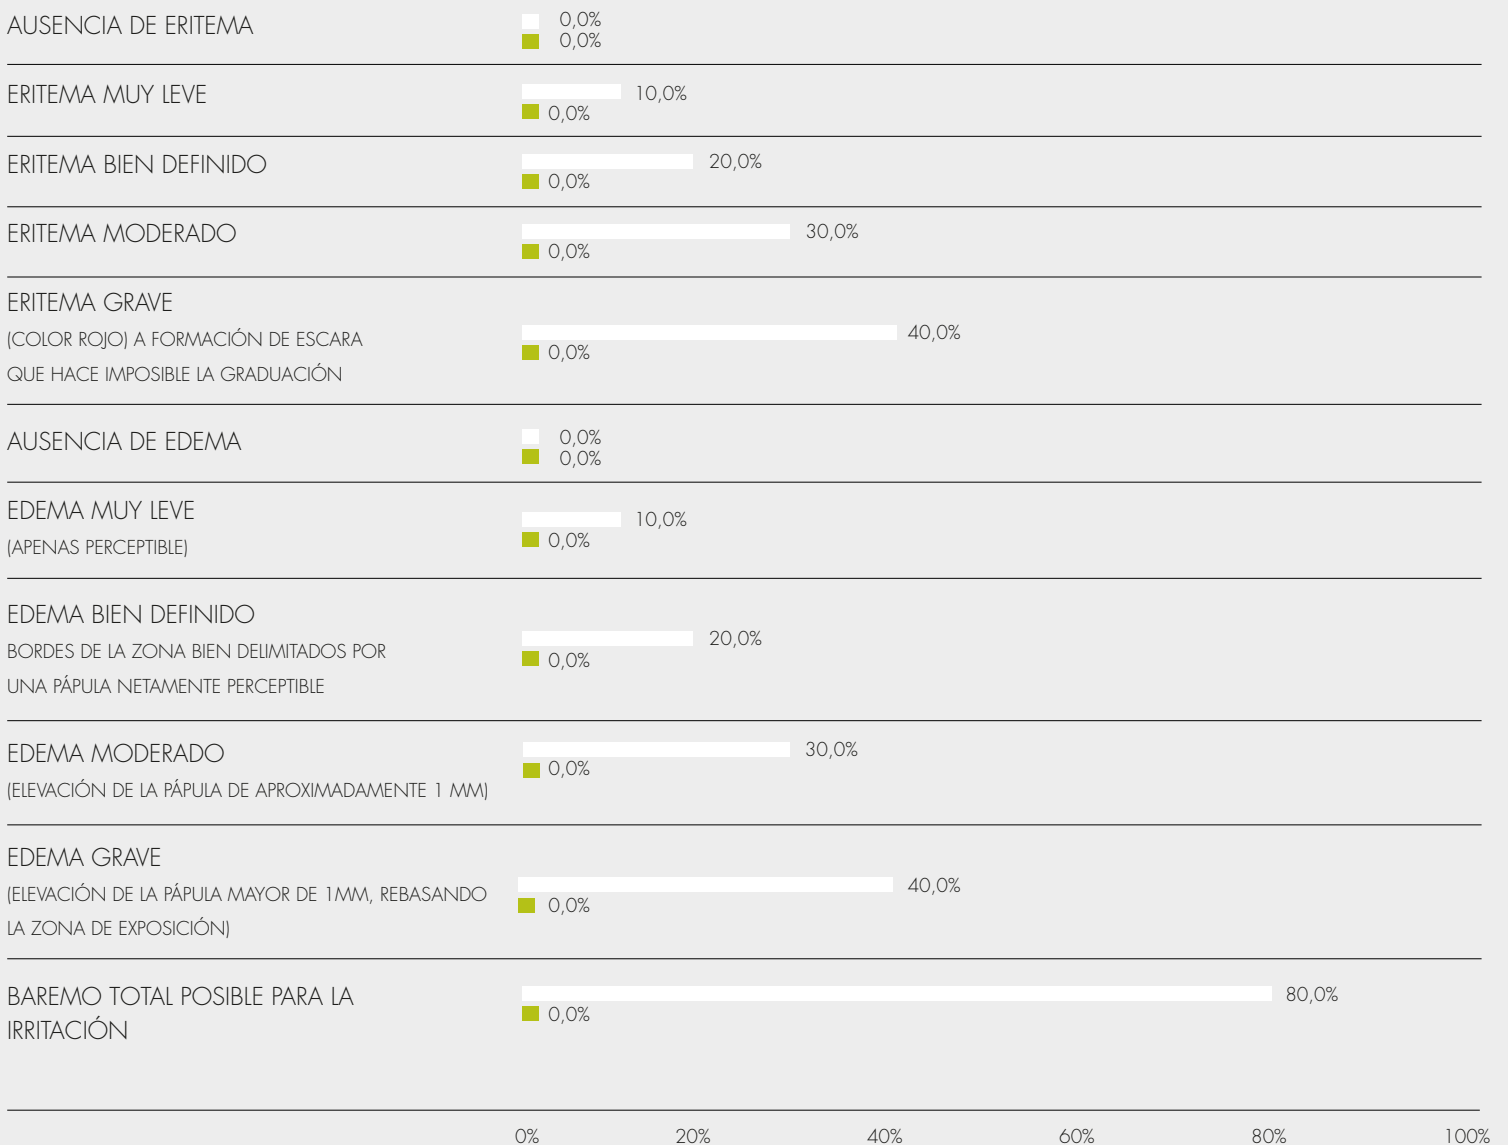 AUSENCIA DE ERITEMA
0,0%
0,0%
ERITEMA MUY LEVE
10,0%
0,0%
ERITEMA BIEN DEFINIDO
20,0%
0,0%
ERITEMA MODERADO
30,0%
0,0%
ERITEMA GRAVE
(COLOR ROJO) A FORMACIÓN DE ESCARA
QUE HACE IMPOSIBLE LA GRADUACIÓN
40,0%
0,0%
AUSENCIA DE EDEMA
0,0%
0,0%
EDEMA MUY LEVE
(APENAS PERCEPTIBLE)
10,0%
0,0%
EDEMA BIEN DEFINIDO
BORDES DE LA ZONA BIEN DELIMITADOS POR
UNA PÁPULA NETAMENTE PERCEPTIBLE
20,0%
0,0%
EDEMA MODERADO
(ELEVACIÓN DE LA PÁPULA DE APROXIMADAMENTE 1 MM)
30,0%
0,0%
EDEMA GRAVE
(ELEVACIÓN DE LA PÁPULA MAYOR DE 1MM, REBASANDO
LA ZONA DE EXPOSICIÓN)
40,0%
0,0%
BAREMO TOTAL POSIBLE PARA LA
IRRITACIÓN
80,0%
0,0%
0% 20% 40% 60% 80% 100%